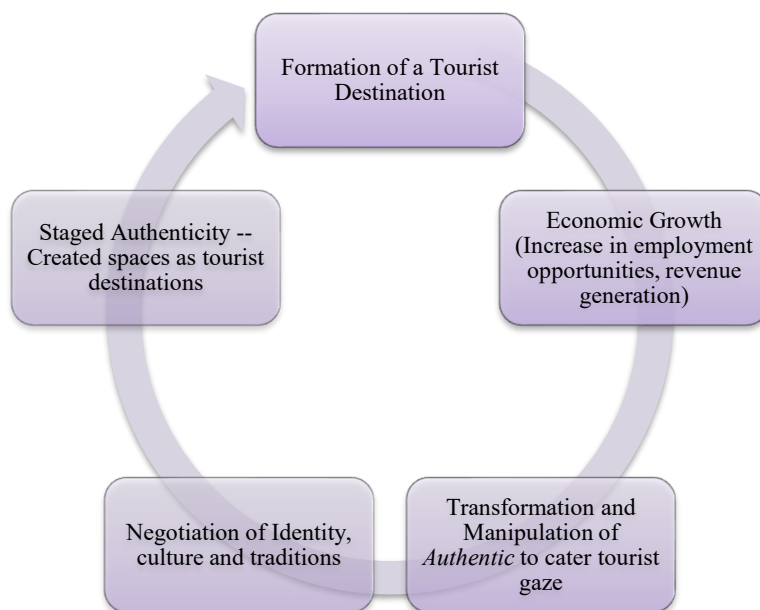 Formation of a Tourist
Destination
Economic Growth
(Increase in employment
opportunities, revenue
generation)
Transformation and
Manipulation of
Authentic to cater tourist
gaze
Negotiation of Identity,
culture and traditions
Staged Authenticity --
Created spaces as tourist
destinations